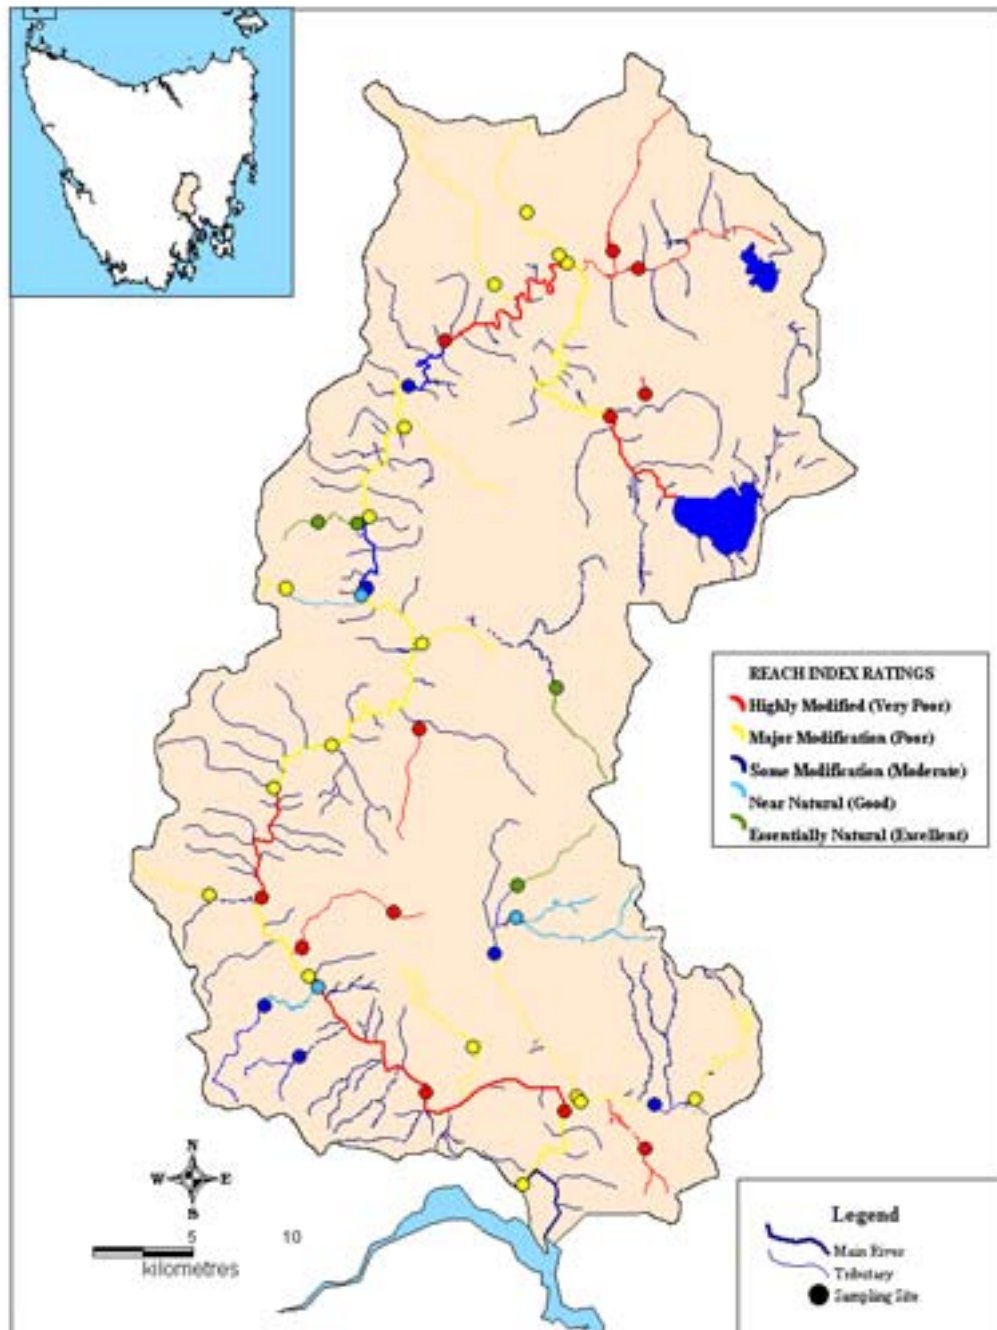 REACH INDEX RATINGS
Highly Modified (Very Poor)
Major Modification (Poor)
Some Modification (Moderate)
Near Natural (Good)
Essentially Natural (Excellent)
N
W E
S
5 10
kilometres
Legend
Main River
Tributary
Sampling Site